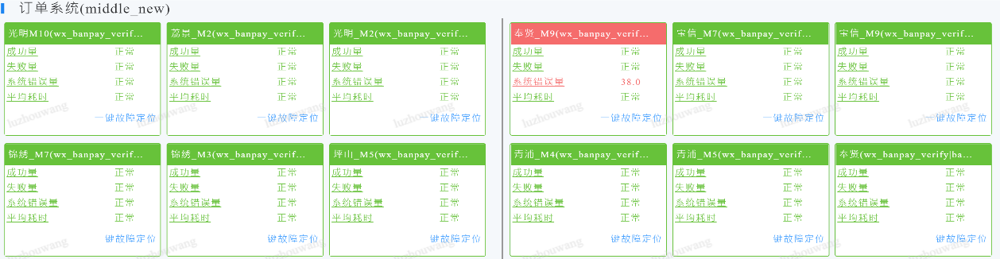 订单系统(middle_new)
光明M10(wx_banpay_verif...
成功量 正常
失败量 正常
系统错误量 正常
平均耗时 正常
一键故障定位
荔景_M2(wx_banpay_verif...
成功量 正常
失败量 正常
系统错误量 正常
平均耗时 正常
一键故障定位
光明_M2(wx_banpay_verif...
成功量 正常
失败量 正常
系统错误量 正常
平均耗时 正常
一键故障定位
奉贤_M9(wx_banpay_verif...
成功量 正常
失败量 正常
系统错误量 38.0
平均耗时 正常
一键故障定位
宝信_M7(wx_banpay_verif...
成功量 正常
失败量 正常
系统错误量 正常
平均耗时 正常
一键故障定位
宝信_M9(wx_banpay_verif...
成功量 正常
失败量 正常
系统错误量 正常
平均耗时 正常
一键故障定位
锦绣_M7(wx_banpay_verif...
成功量 正常
失败量 正常
系统错误量 正常
平均耗时 正常
键故障定位
锦绣_M3(wx_banpay_verif...
成功量 正常
失败量 正常
系统错误量 正常
平均耗时 正常
键故障定位
坪山_M5(wx_banpay_verif...
成功量 正常
失败量 正常
系统错误量 正常
平均耗时 正常
键故障定位
青浦_M4(wx_banpay_verif...
成功量 正常
失败量 正常
系统错误量 正常
平均耗时 正常
键故障定位
青浦_M5(wx_banpay_verif...
成功量 正常
失败量 正常
系统错误量 正常
平均耗时 正常
键故障定位
奉贤(wx_banpay_verify|ba...
成功量 正常
失败量 正常
系统错误量 正常
平均耗时 正常
键故障定位
luzhouwang
luzhouwang
luzhouwang
luzhouwang
luzhouwang
luzhouwang
luzhouwang
luzhouwang
luzhouwang
luzhouwang
luzhouwang
luzhouwang
luzhouwang
luzhouwang